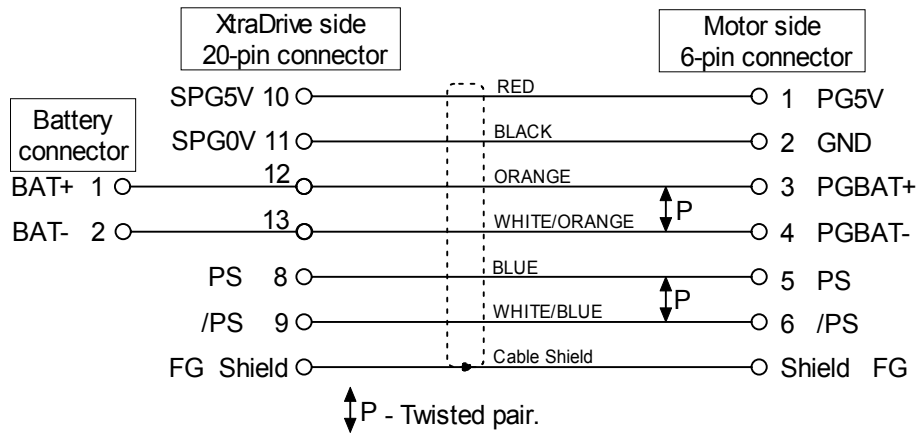 XtraDrive side
20-pin connector
Motor side
6-pin connector
SPG5V 10 RED 1 PG5V
Battery
connector
SPG0V 11 BLACK 2 GND
BAT+ 1 12 ORANGE 3 PGBAT+
P
BAT- 2 13 WHITE/ORANGE 4 PGBAT-
PS 8 BLUE 5 PS
P
/PS 9 WHITE/BLUE 6 /PS
FG Shield Cable Shield Shield FG
P - Twisted pair.